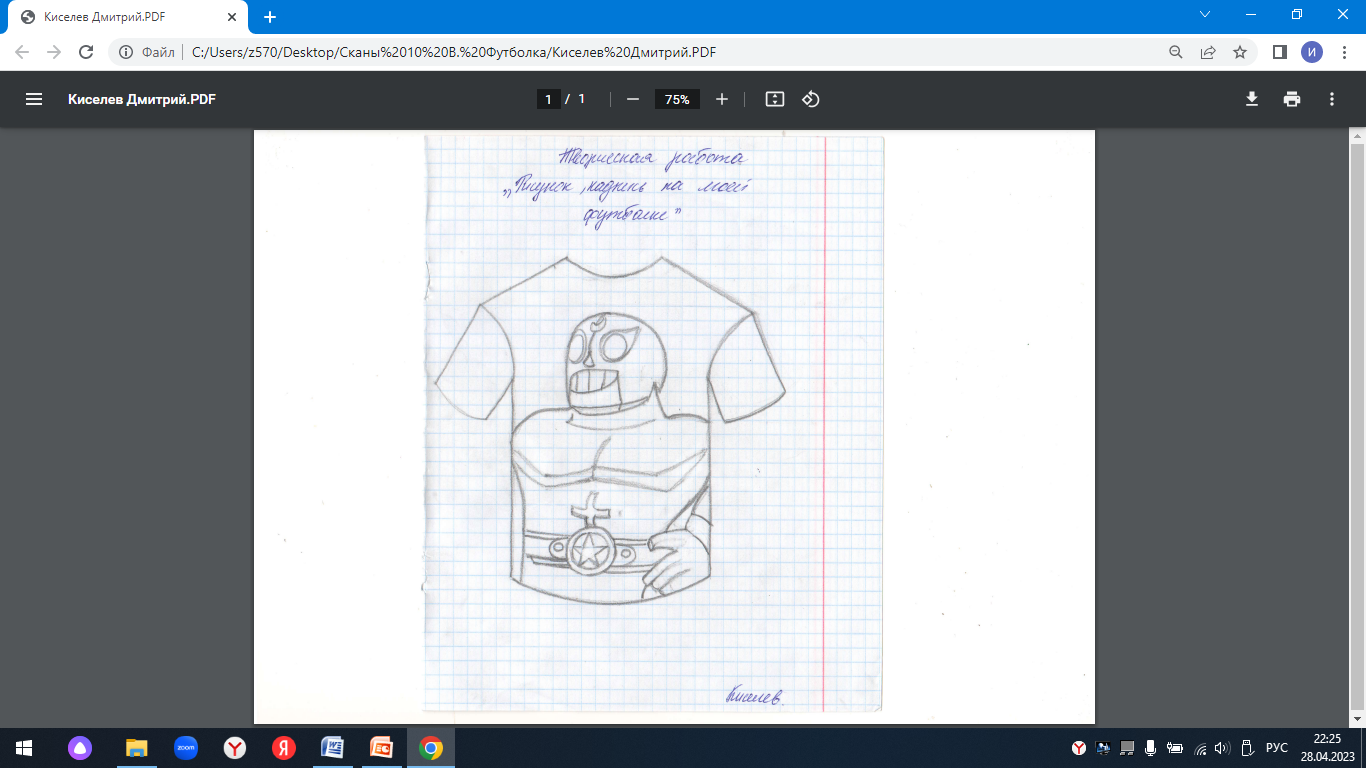 Киселев Дмитрий.PDF
Файл C:/Users/z570/Desktop/Сканы%2010%20В.%20Футболка/Киселев%20Дмитрий.PDF
И
Киселев Дмитрий.PDF
1 / 1
75%
Творческая работа
„Рисунок, надпись на моей
футболке"
Киселев.
zoom
Y
Я
W
РУС
22:25
28.04.2023